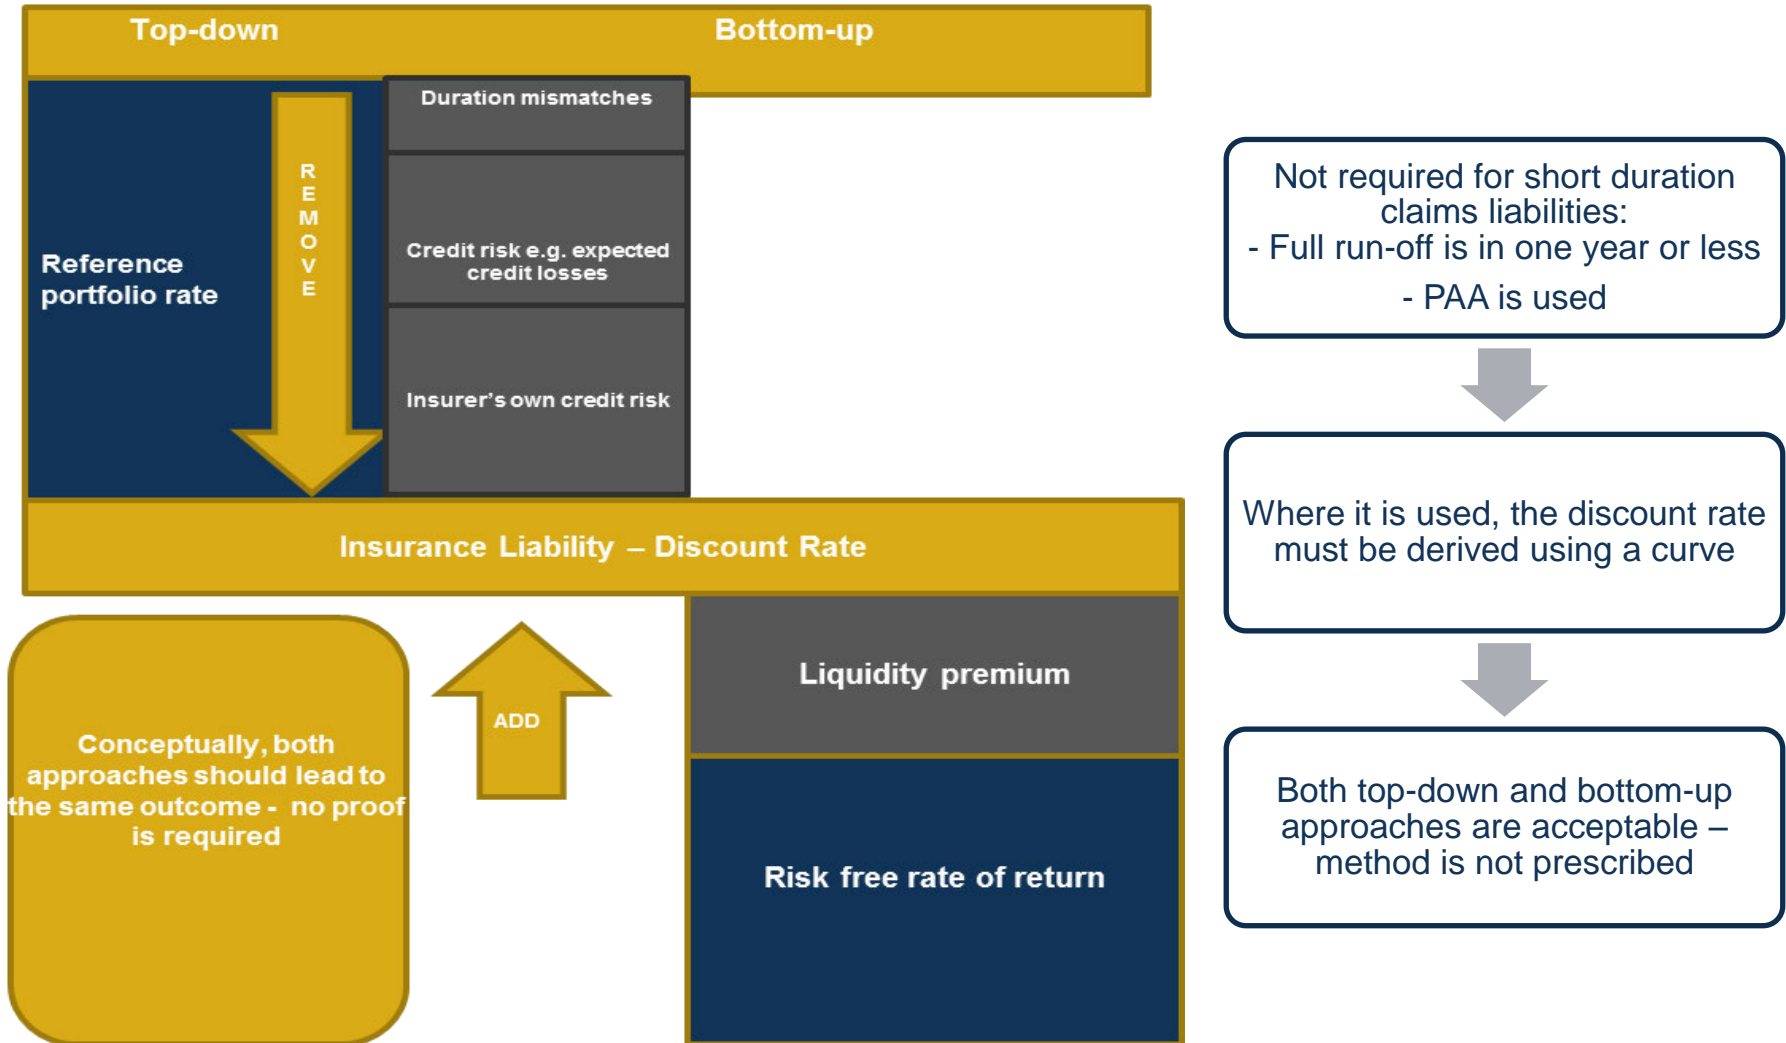 Top-down
Bottom-up
Duration mismatches
REMOVE
Reference
portfolio rate
Credit risk e.g. expected
credit losses
Insurer's own credit risk
Insurance Liability – Discount Rate
Conceptually, both
approaches should lead to
the same outcome - no proof
is required
ADD
Liquidity premium
Risk free rate of return
Not required for short duration
claims liabilities:
- Full run-off is in one year or less
- PAA is used
Where it is used, the discount rate
must be derived using a curve
Both top-down and bottom-up
approaches are acceptable –
method is not prescribed